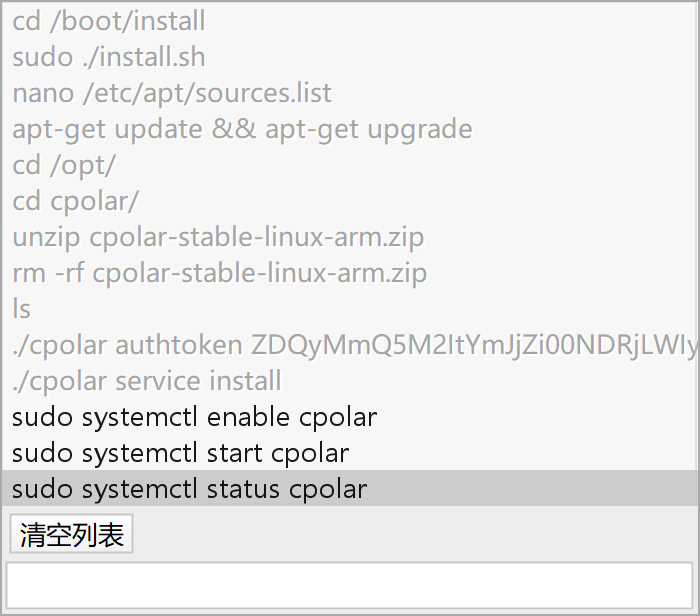 cd /boot/install
sudo ./install.sh
nano /etc/apt/sources.list
apt-get update && apt-get upgrade
cd /opt/
cd cpolar/
unzip cpolar-stable-linux-arm.zip
rm -rf cpolar-stable-linux-arm.zip
ls
./cpolar authtoken ZDQyMmQ5M2ItYmJjZi00NDRjLWIy
./cpolar service install
sudo systemctl enable cpolar
sudo systemctl start cpolar
sudo systemctl status cpolar
清空列表